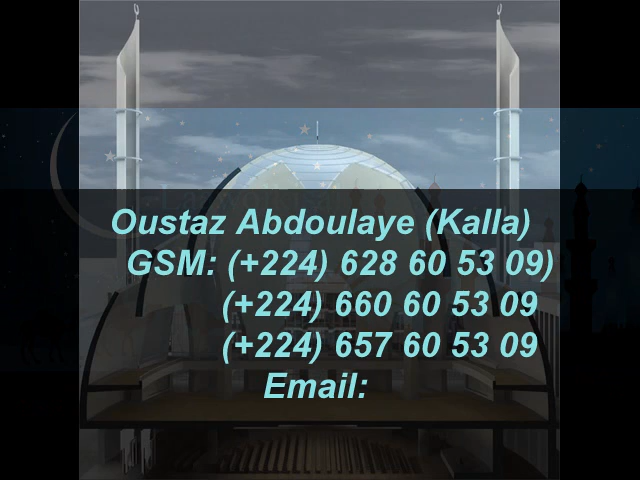 Oustaz Abdoulaye (Kalla)
GSM: (+224) 628 60 53 09)
(+224) 660 60 53 09
(+224) 657 60 53 09
Email: